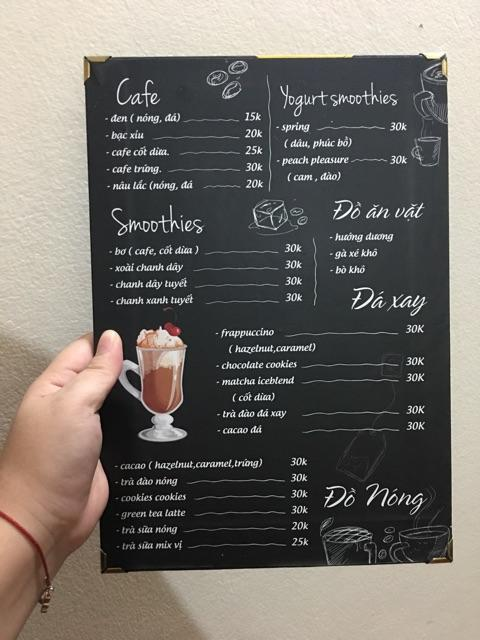 Cafe
- đen ( nóng, đá) 15k
- bạc xỉu 20k
- cafe cốt dừa. 25k
- cafe trứng. 30k
- nâu lắc (nóng, đá 20k
Yogurt smoothies
- spring 30k
( dâu, phúc bồ)
- peach pleasure 30k
( cam , đào)
Smoothies
- bơ ( cafe, cốt dừa ) 30k
- xoài chanh dây 30k
- chanh dây tuyết 30k
- chanh xanh tuyết 30k
Đồ ăn vặt
- hướng dương
- gà xé khô
- bò khô
Đá xay
- frappuccino 30K
( hazelnut,caramel)
- chocolate cookies 30K
- matcha iceblend 30K
( cốt dừa)
- trà đào đá xay 30K
- cacao đá 30K
- cacao ( hazelnut,caramel,trứng) 30k
- trà đào nóng 30k
- cookies cookies 30k
- green tea latte 30k
- trà sữa nóng 20k
- trà sữa mix vị 25k
Đồ Nóng